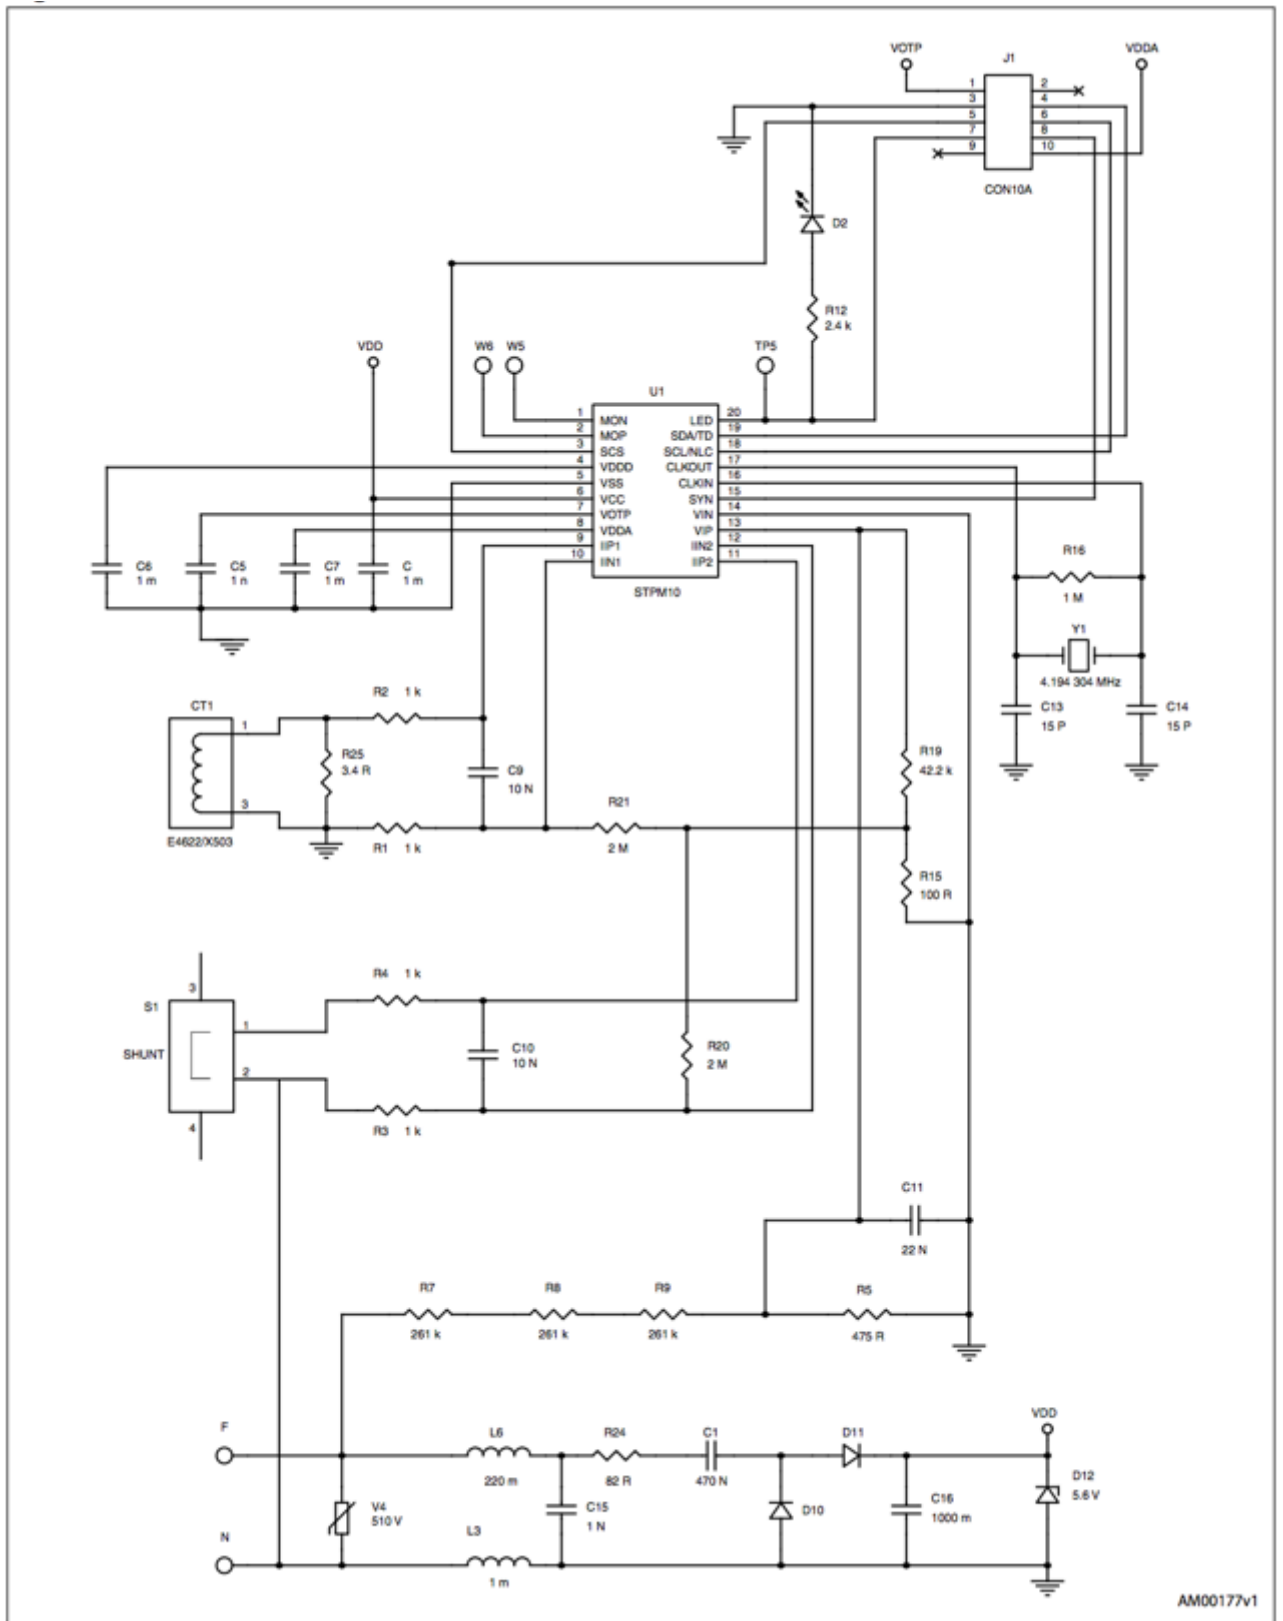 VOTP
J1
VDDA
1
2
3
4
5
6
7
8
9
10
CON10A
D2
R12
2.4 k
VDD
W6
W5
TP5
U1
1
MON
LED
20
2
MOP
SDA/TD
19
3
SCS
SCL/NLC
18
4
VDDD
CLKOUT
17
5
VSS
CLKIN
16
6
VCC
SYN
15
7
VOTP
VIN
14
8
VDDA
VIP
13
9
IIP1
IIN2
12
10
IIN1
IIP2
11
STPM10
C6
1 m
C5
1 n
C7
1 m
C
1 m
R16
1 M
Y1
4.194 304 MHz
C13
15 P
C14
15 P
CT1
1
3
E4622/X503
R25
3.4 R
R2 1 k
C9
10 N
R1 1 k
R21
2 M
R19
42.2 k
R15
100 R
S1
SHUNT
3
1
2
4
R4 1 k
C10
10 N
R3 1 k
R20
2 M
C11
22 N
R7
261 k
R8
261 k
R9
261 k
R5
475 R
F
N
V4
510 V
L6
220 m
L3
1 m
C15
1 N
R24
82 R
C1
470 N
D11
D10
C16
1000 m
VDD
D12
5.6 V
AM00177v1